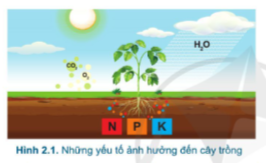 H₂O
CO₂
O₂
N P K
Hình 2.1. Những yếu tố ảnh hưởng đến cây trồng